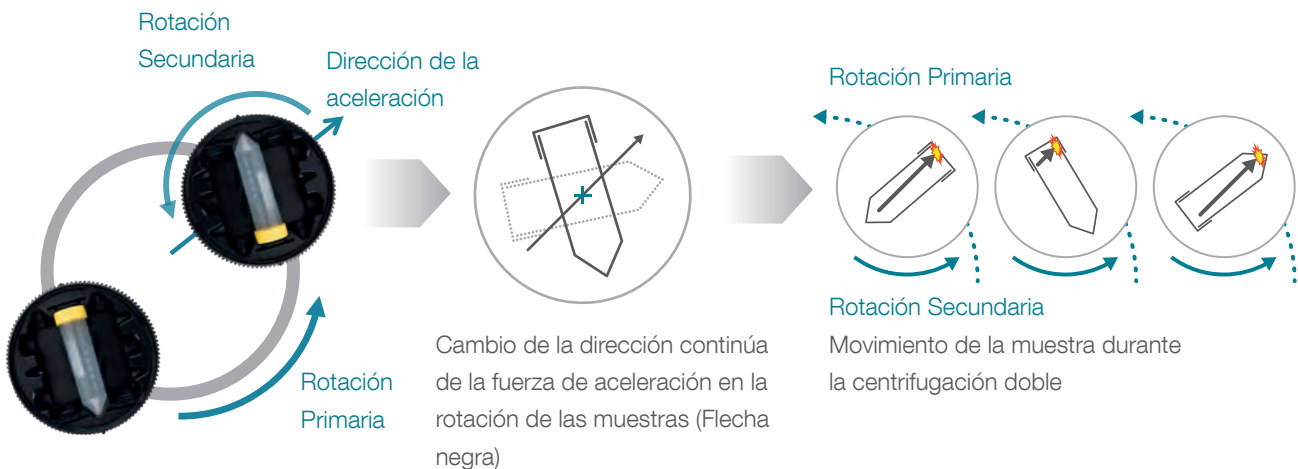 Rotación
Secundaria
Dirección de la
aceleración
Rotación
Primaria
Cambio de la dirección continúa
de la fuerza de aceleración en la
rotación de las muestras (Flecha
negra)
Rotación Primaria
Rotación Secundaria
Movimiento de la muestra durante
la centrifugación doble